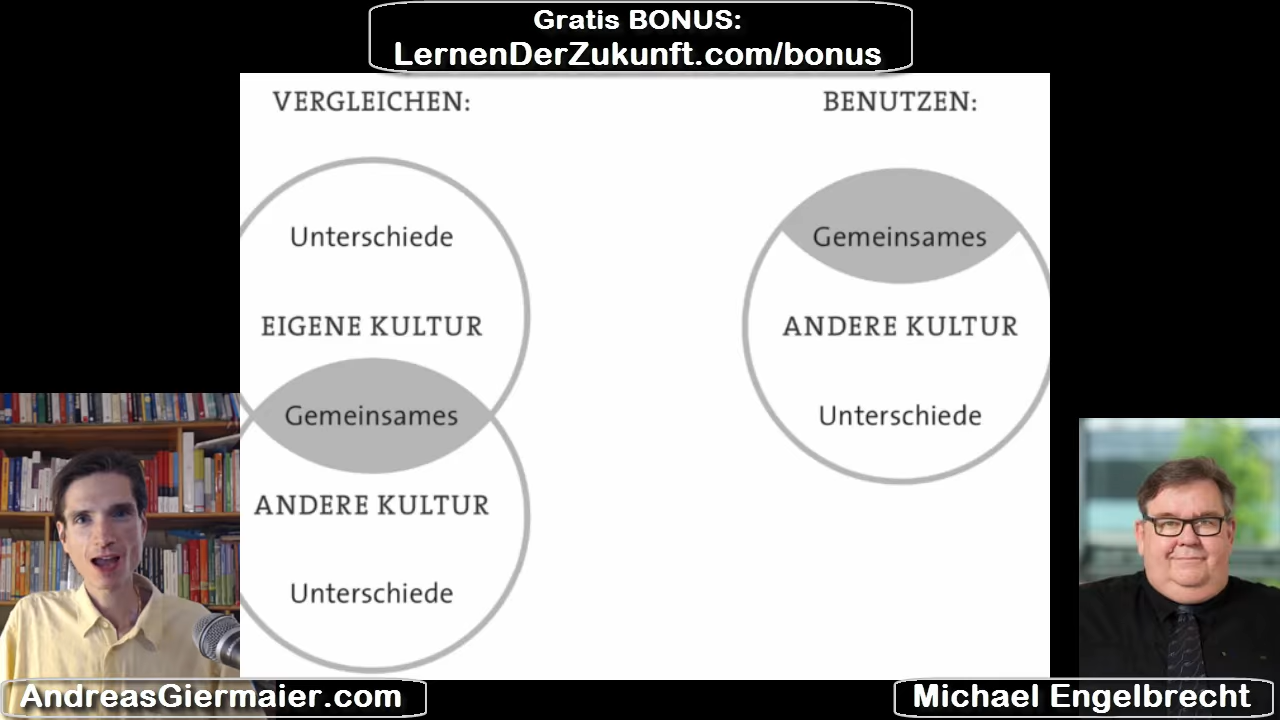 Gratis BONUS:
LernenDerZukunft.com/bonus
VERGLEICHEN:
Unterschiede
EIGENE KULTUR
Gemeinsames
ANDERE KULTUR
Unterschiede
BENUTZEN:
Gemeinsames
ANDERE KULTUR
Unterschiede
AndreasGiermaier.com
Michael Engelbrecht